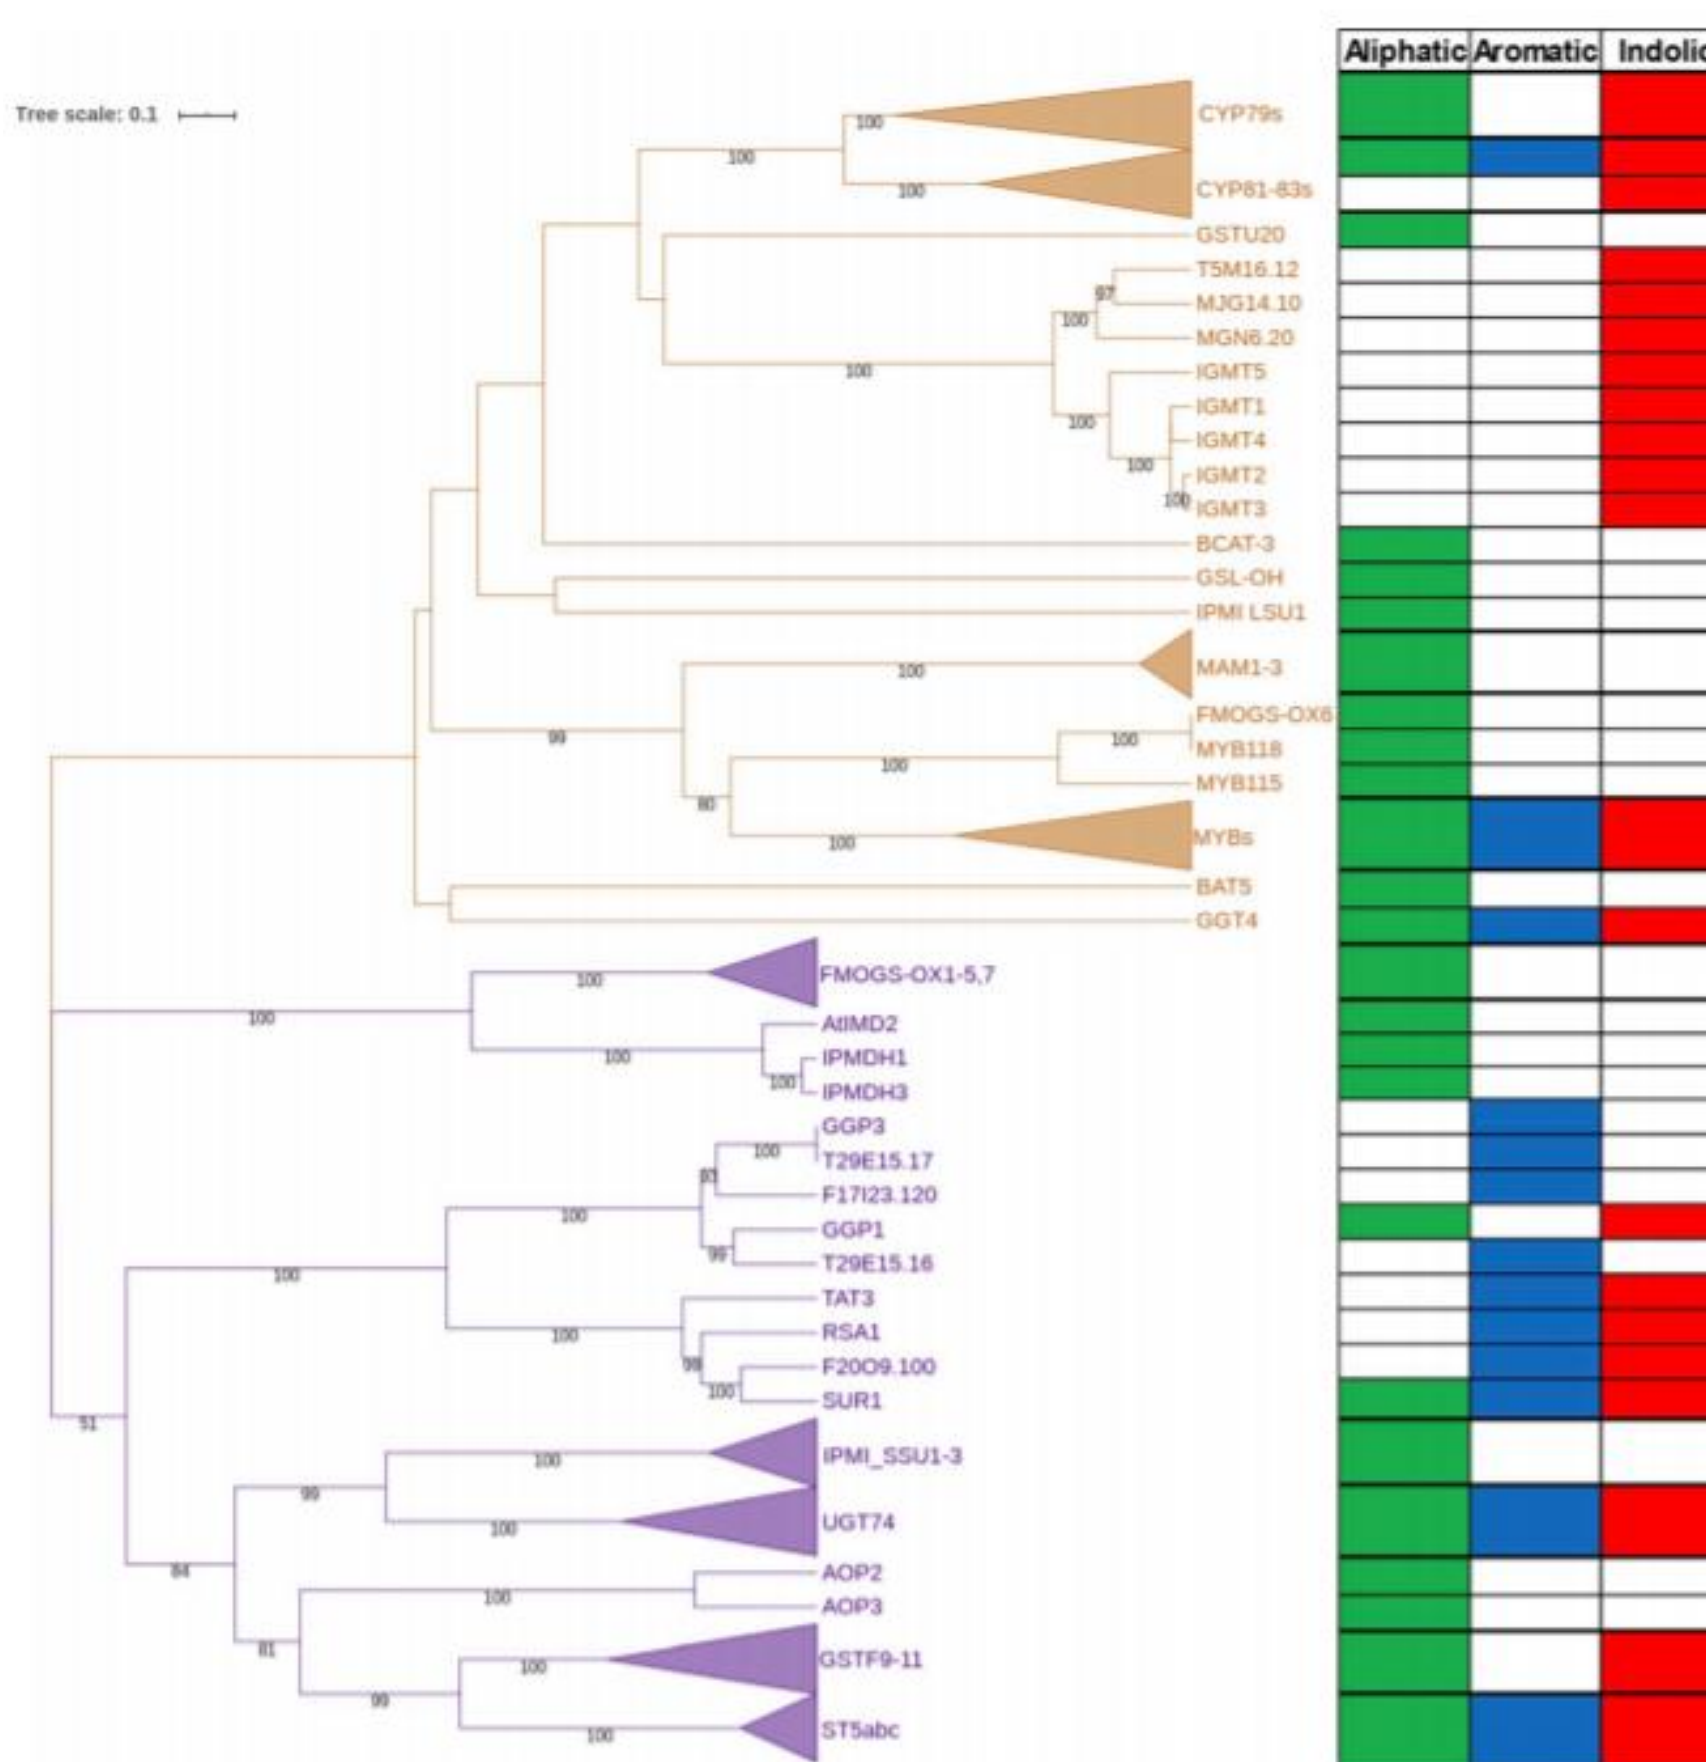 Aliphatic Aromatic Indolic
Tree scale: 0.1
100
CYP79s
100
100
CYP81-83s
GSTU20
T5M16.12
97
MJG14.10
100
MGN6.20
100
IGMT5
IGMT1
100
IGMT4
100
IGMT2
100
IGMT3
BCAT-3
GSL-OH
IPMI LSU1
100
MAM1-3
FMOGS-OX6
99
100
MYB118
100
MYB115
80
100
MYBs
BAT5
GGT4
100
FMOGS-OX1-5,7
100
AtIMD2
100
IPMDH1
100
IPMDH3
GGP3
100
T29E15.17
F17I23.120
100
GGP1
99
T29E15.16
100
TAT3
100
RSA1
F20O9.100
100
SUR1
51
100
IPMI_SSU1-3
99
100
UGT74
84
AOP2
100
AOP3
81
100
GSTF9-11
99
100
ST5abc